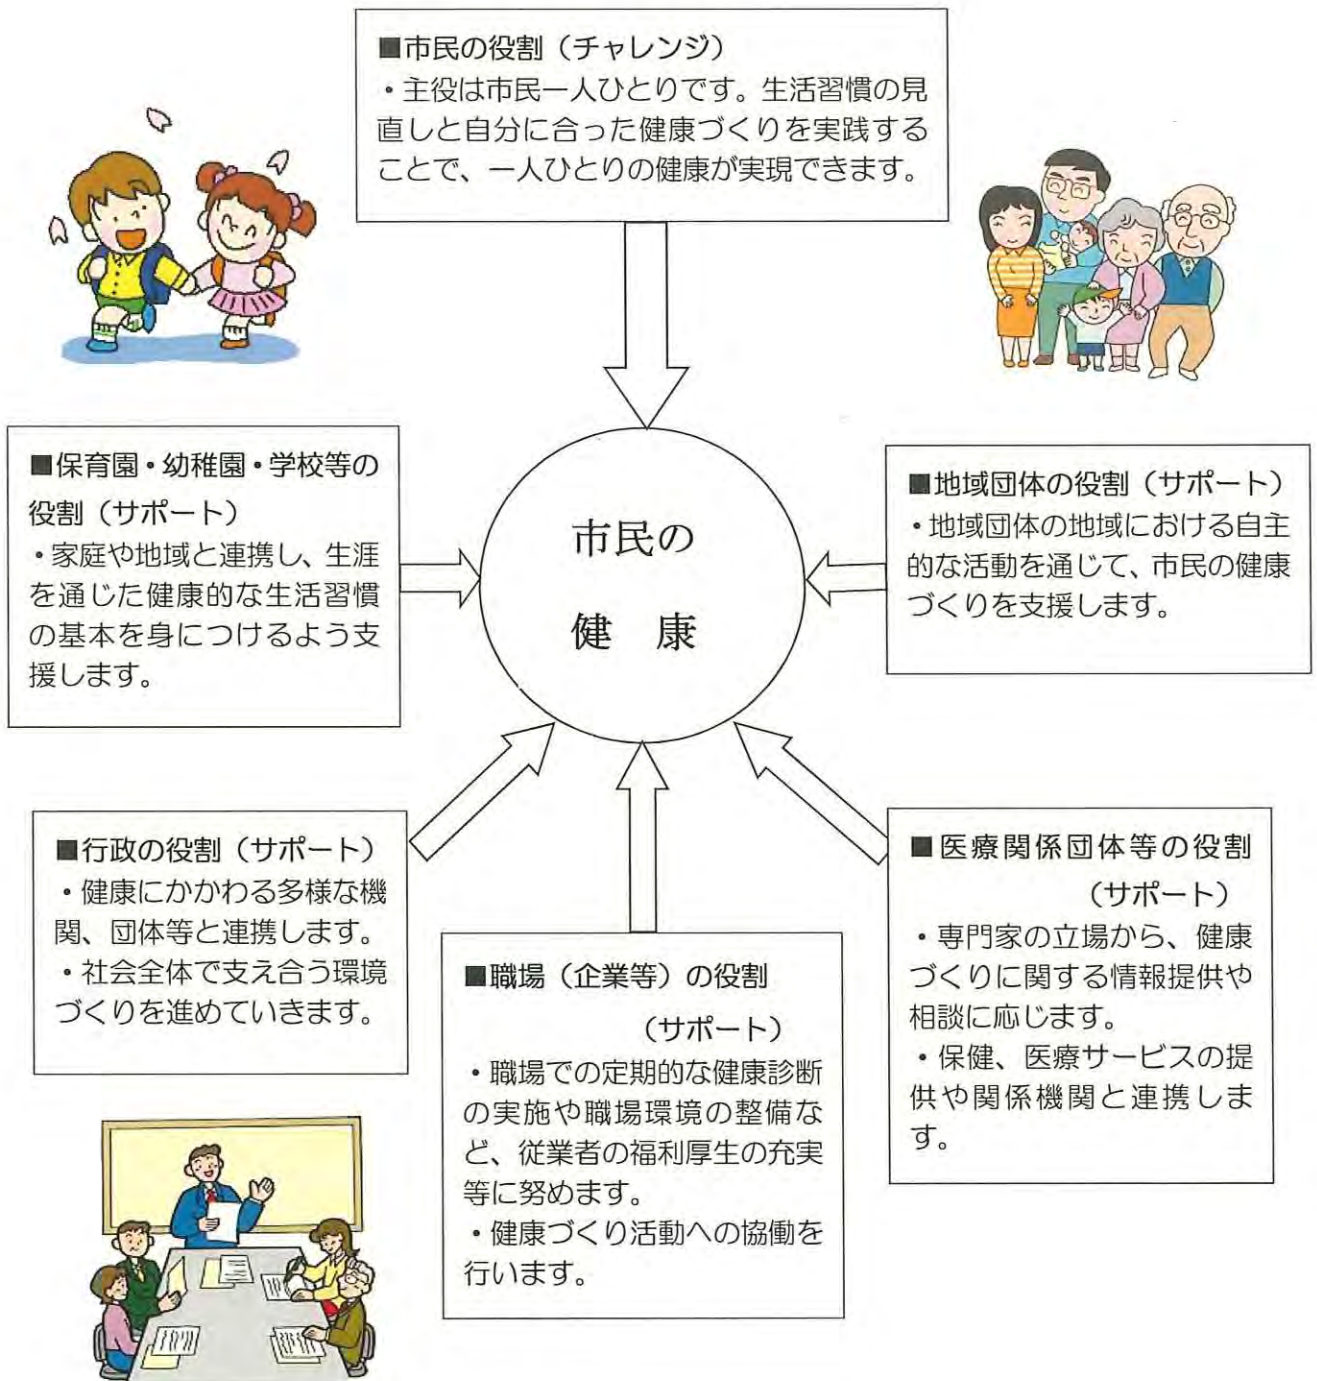 ■市民の役割（チャレンジ）
・主役は市民一人ひとりです。生活習慣の見
直しと自分に合った健康づくりを実践する
ことで、一人ひとりの健康が実現できます。
■保育園・幼稚園・学校等の
役割（サポート）
・家庭や地域と連携し、生涯
を通じた健康的な生活習慣
の基本を身につけるよう支
援します。
市民の
健　康
■地域団体の役割（サポート）
・地域団体の地域における自主
的な活動を通じて、市民の健康
づくりを支援します。
■行政の役割（サポート）
・健康にかかわる多様な機
関、団体等と連携します。
・社会全体で支え合う環境
づくりを進めていきます。
■職場（企業等）の役割
（サポート）
・職場での定期的な健康診断
の実施や職場環境の整備な
ど、従業者の福利厚生の充実
等に努めます。
・健康づくり活動への協働を
行います。
■医療関係団体等の役割
（サポート）
・専門家の立場から、健康
づくりに関する情報提供や
相談に応じます。
・保健、医療サービスの提
供や関係機関と連携しま
す。